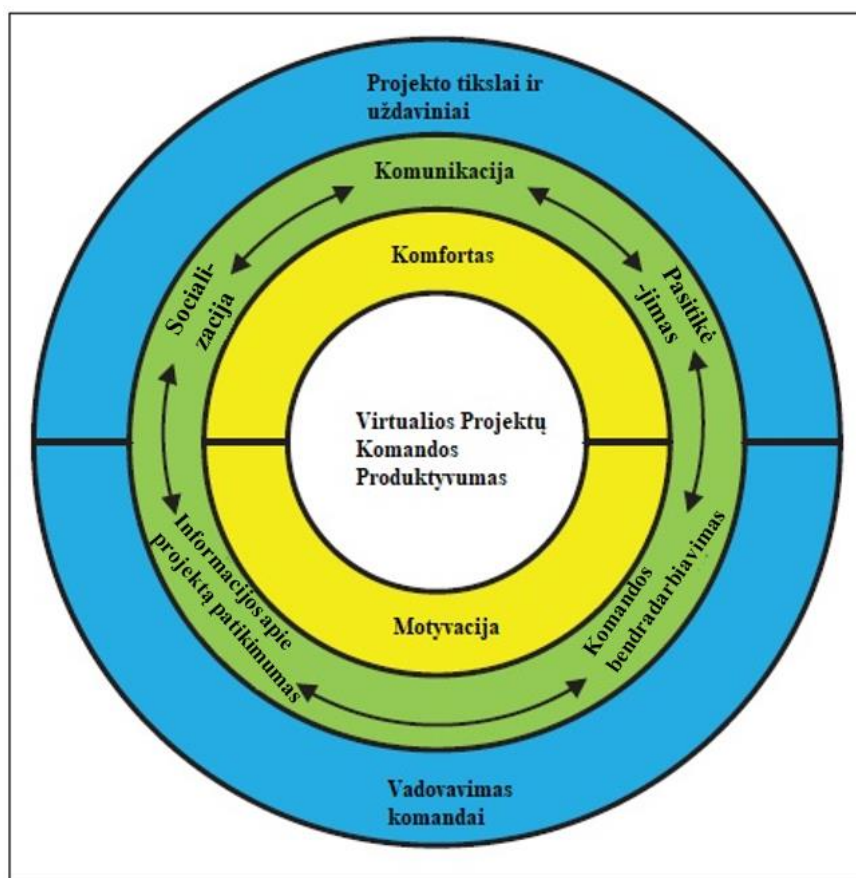 Projekto tikslai ir
uždaviniai
Komunikacija
Komfortas
Sociali-
zacija
Pasitikė
-jimas
Virtualios Projektų
Komandos
Produktyvumas
Informacijos apie
projektą patikimumas
Komandos
bendradarbiavimas
Motyvacija
Vadovavimas
komandai